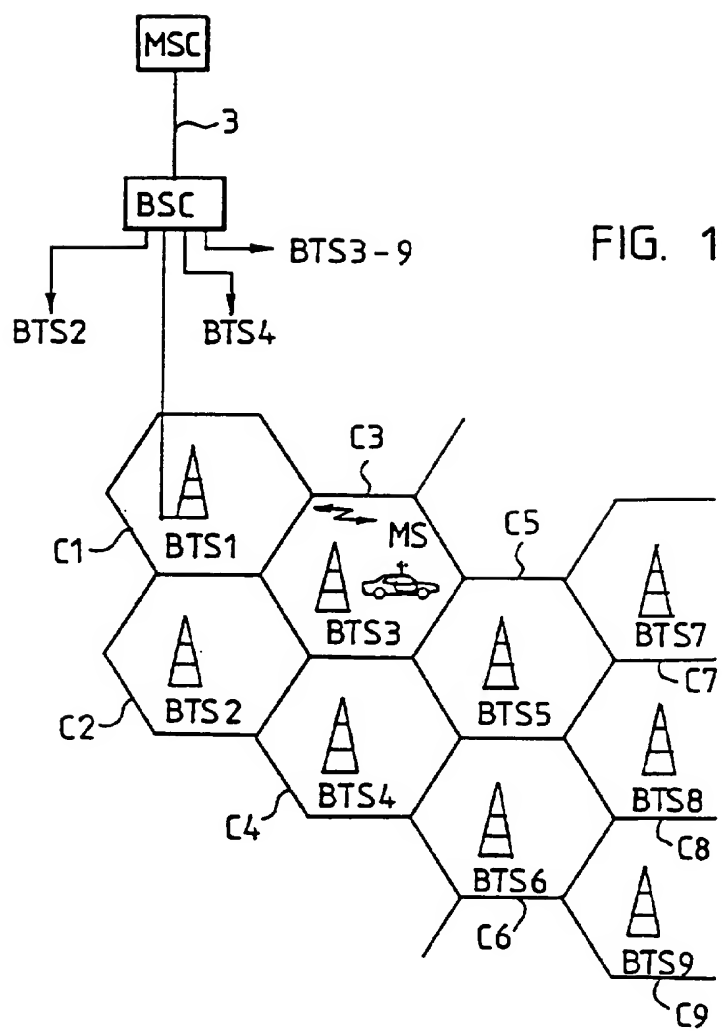 MSC
3
BSC
BTS3-9
FIG. 1
BTS2
BTS4
C3
C1
BTS1
MS
C5
BTS3
BTS7
C7
C2
BTS2
BTS5
C4
BTS4
BTS8
C8
BTS6
C6
BTS9
C9